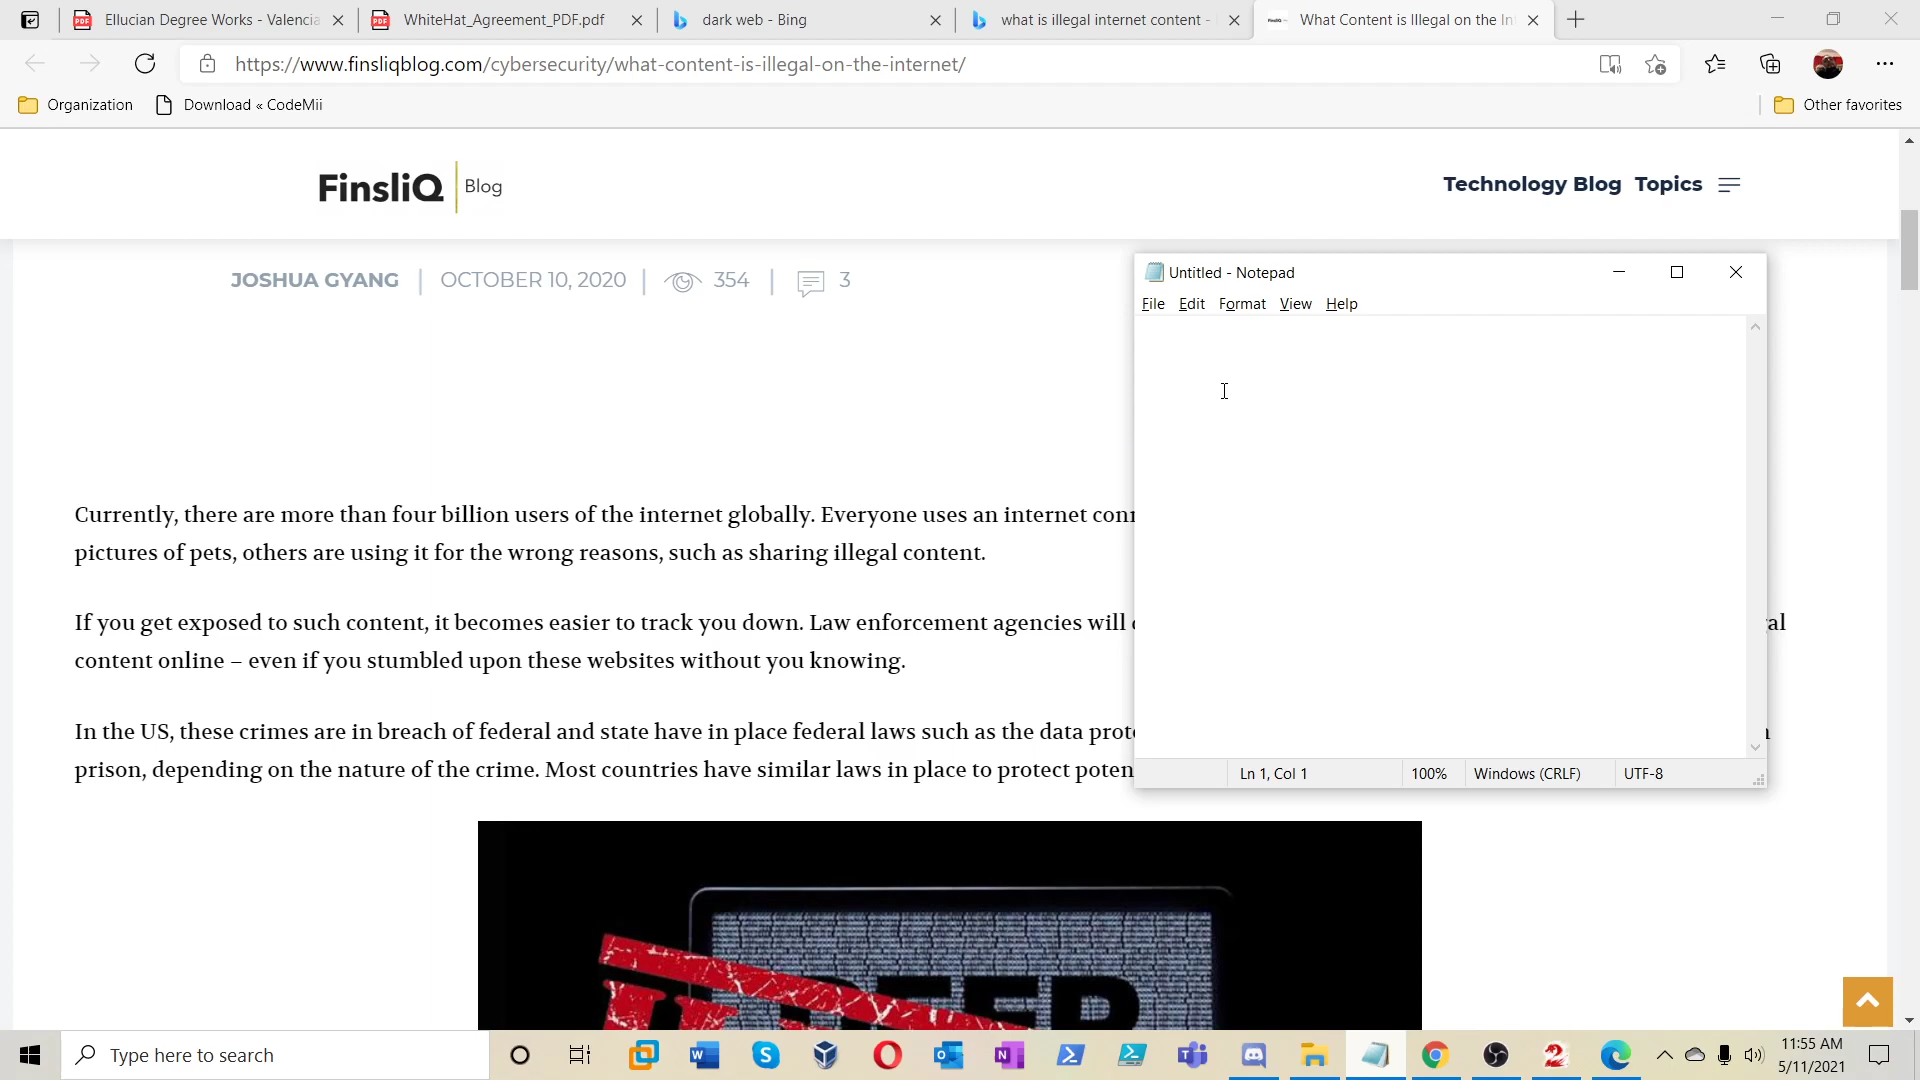 Ellucian Degree Works - Valencia
WhiteHat_Agreement_PDF.pdf
dark web - Bing
what is illegal internet content -
What Content is Illegal on the In
https://www.finsliqblog.com/cybersecurity/what-content-is-illegal-on-the-internet/
Organization
Download « CodeMii
Other favorites
FinsliQ Blog
Technology Blog Topics
JOSHUA GYANG | OCTOBER 10, 2020 | 354 | 3
Untitled - Notepad
File Edit Format View Help
Currently, there are more than four billion users of the internet globally. Everyone uses an internet
pictures of pets, others are using it for the wrong reasons, such as sharing illegal content.
If you get exposed to such content, it becomes easier to track you down. Law enforcement agencies will
content online – even if you stumbled upon these websites without you knowing.
In the US, these crimes are in breach of federal and state have in place federal laws such as the data
prison, depending on the nature of the crime. Most countries have similar laws in place to protect
Ln 1, Col 1 100% Windows (CRLF) UTF-8
DEEP
Type here to search
11:55 AM
5/11/2021